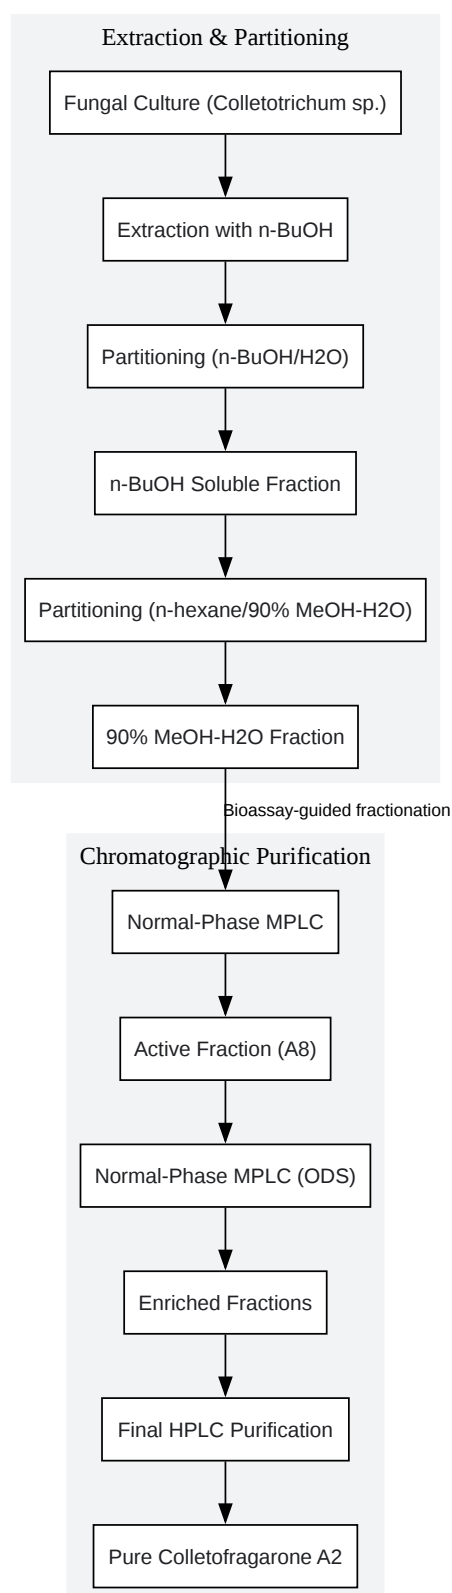 Extraction & Partitioning
Fungal Culture (Colletotrichum sp.)
Extraction with n-BuOH
Partitioning (n-BuOH/H2O)
n-BuOH Soluble Fraction
Partitioning (n-hexane/90% MeOH-H2O)
90% MeOH-H2O Fraction
Bioassay-guided fractionation
Chromatographic Purification
Normal-Phase MPLC
Active Fraction (A8)
Normal-Phase MPLC (ODS)
Enriched Fractions
Final HPLC Purification
Pure Colletofragarone A2